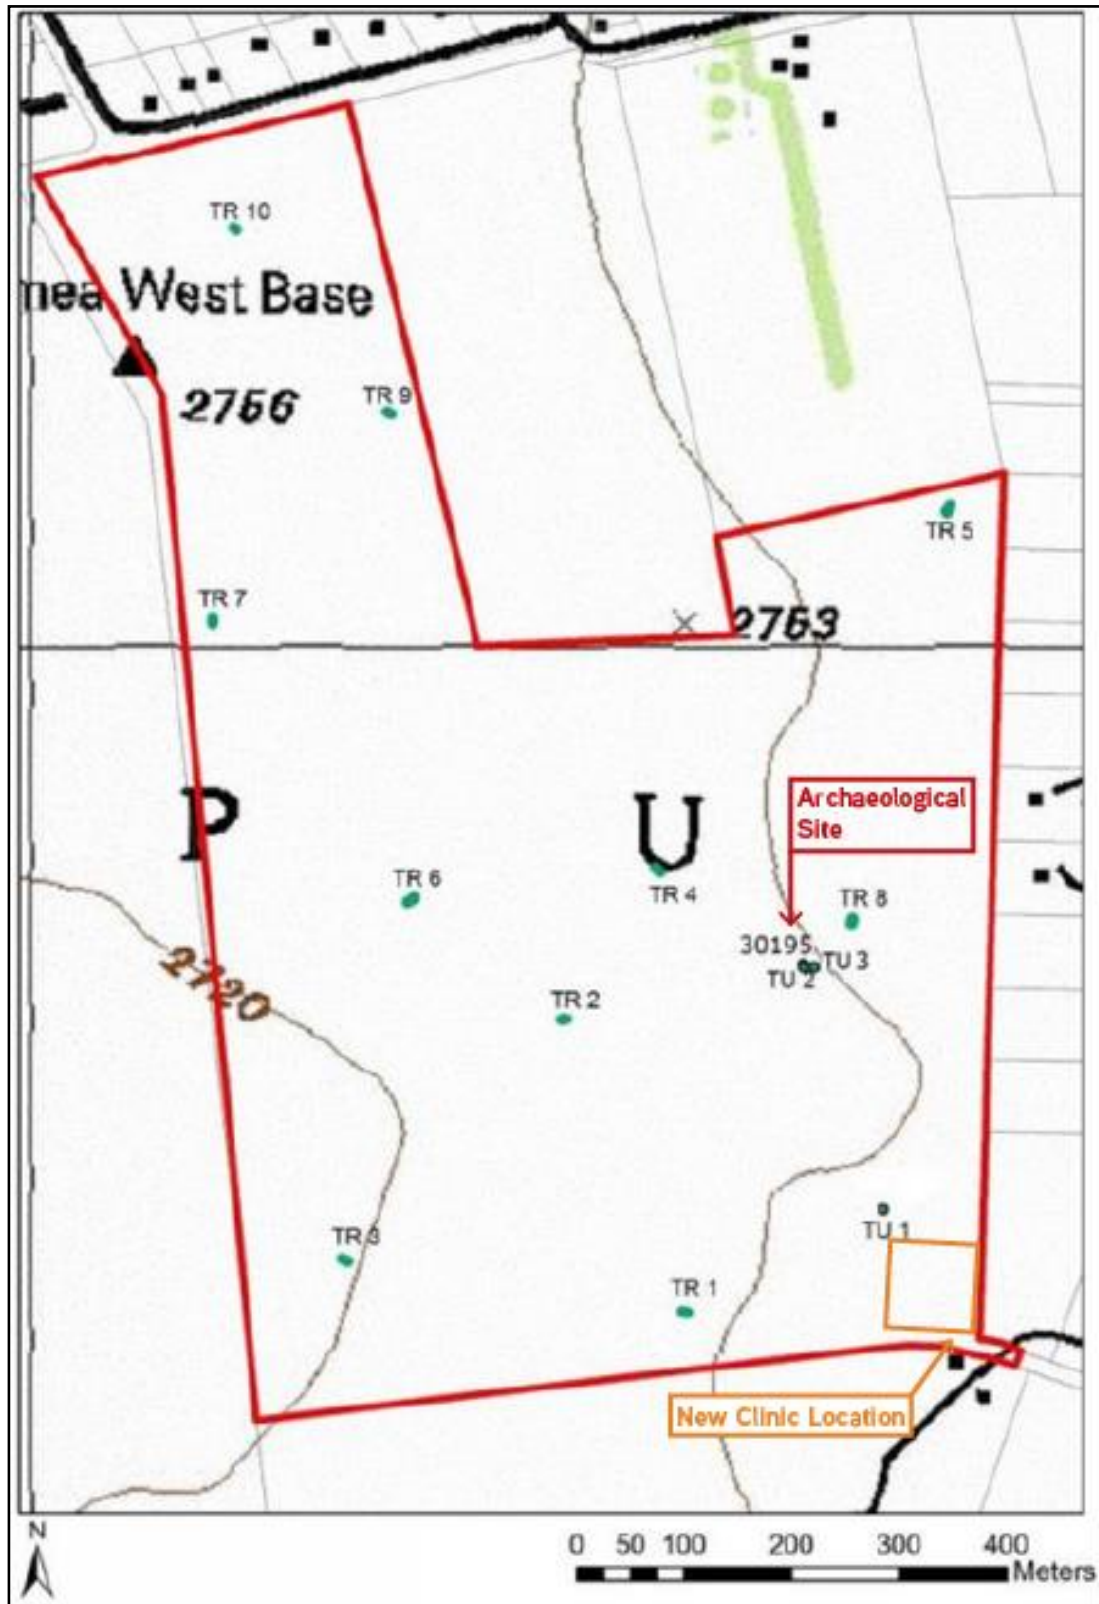 TR 10
nea West Base
2756
TR 9
TR 5
TR 7
2753
Archaeological
Site
P
U
TR 6
TR 4
TR 8
30195
TU 3
TU 2
2720
TR 2
TU 1
TR 3
TR 1
New Clinic Location
N
0 50 100 200 300 400
Meters